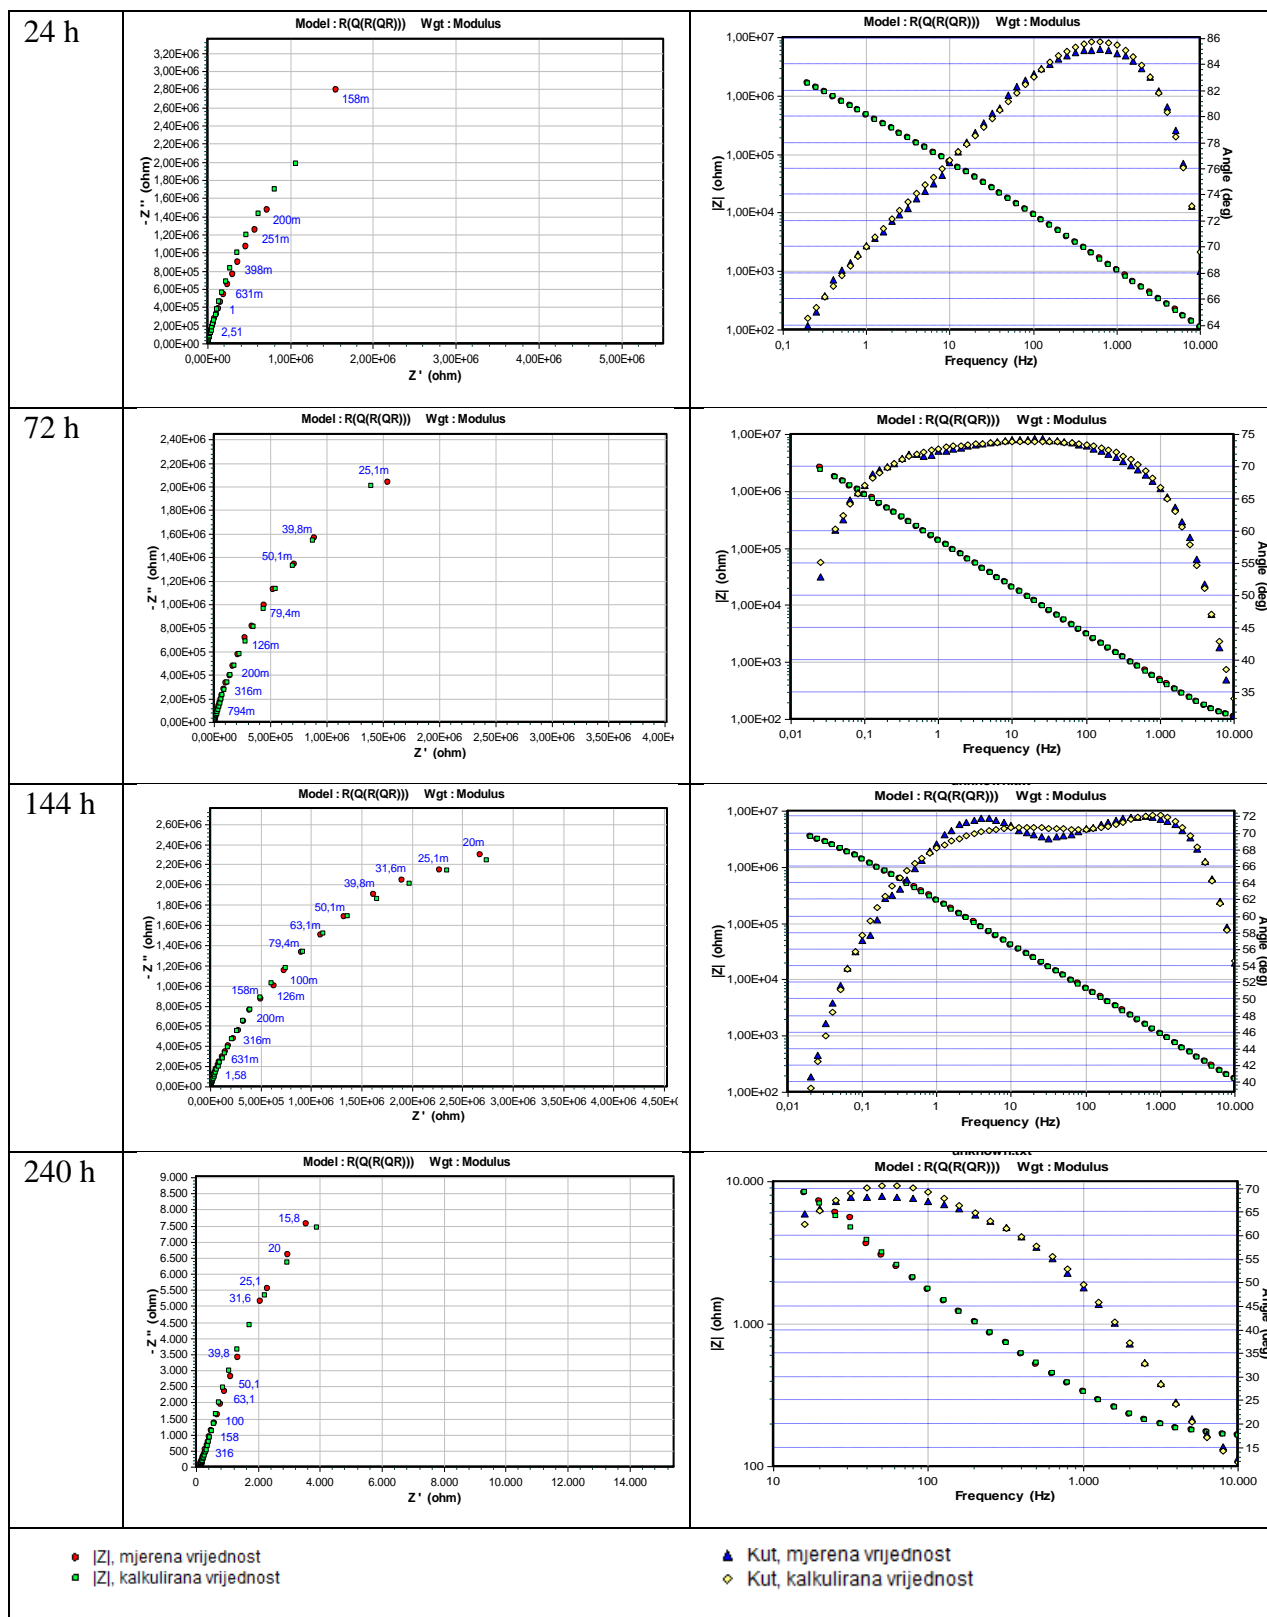 24 h
Model : R(Q(R(QR))) Wgt : Modulus
3,20E+06
3,00E+06
2,80E+06
2,60E+06
2,40E+06
2,20E+06
2,00E+06
1,80E+06
1,60E+06
1,40E+06
1,20E+06
1,00E+06
8,00E+05
6,00E+05
4,00E+05
2,00E+05
0,00E+00
-Z'' (ohm)
158m
200m
251m
398m
631m
1
2,51
0,00E+00 1,00E+06 2,00E+06 3,00E+06 4,00E+06 5,00E+06
Z' (ohm)
Model : R(Q(R(QR))) Wgt : Modulus
1,00E+07
1,00E+06
1,00E+05
1,00E+04
1,00E+03
1,00E+02
|Z| (ohm)
86
84
82
80
78
76
74
72
70
68
66
64
Angle (deg)
0,1 1 10 100 1.000 10.000
Frequency (Hz)
72 h
Model : R(Q(R(QR))) Wgt : Modulus
2,40E+06
2,20E+06
2,00E+06
1,80E+06
1,60E+06
1,40E+06
1,20E+06
1,00E+06
8,00E+05
6,00E+05
4,00E+05
2,00E+05
0,00E+00
-Z'' (ohm)
25,1m
39,8m
50,1m
79,4m
126m
200m
316m
794m
0,00E+00 5,00E+05 1,00E+06 1,50E+06 2,00E+06 2,50E+06 3,00E+06 3,50E+06 4,0
Z' (ohm)
Model : R(Q(R(QR))) Wgt : Modulus
1,00E+07
1,00E+06
1,00E+05
1,00E+04
1,00E+03
1,00E+02
|Z| (ohm)
75
70
65
60
55
50
45
40
35
Angle (deg)
0,01 0,1 1 10 100 1.000 10.000
Frequency (Hz)
144 h
Model : R(Q(R(QR))) Wgt : Modulus
2,60E+06
2,40E+06
2,20E+06
2,00E+06
1,80E+06
1,60E+06
1,40E+06
1,20E+06
1,00E+06
8,00E+05
6,00E+05
4,00E+05
2,00E+05
0,00E+00
-Z'' (ohm)
20m
25,1m
31,6m
39,8m
50,1m
63,1m
79,4m
100m
126m
158m
200m
316m
631m
1,58
0,00E+00 5,00E+05 1,00E+06 1,50E+06 2,00E+06 2,50E+06 3,00E+06 3,50E+06 4,00E+06 4,50E
Z' (ohm)
Model : R(Q(R(QR))) Wgt : Modulus
1,00E+07
1,00E+06
1,00E+05
1,00E+04
1,00E+03
1,00E+02
|Z| (ohm)
72
70
68
66
64
62
60
58
56
54
52
50
48
46
44
42
40
Angle (deg)
0,01 0,1 1 10 100 1.000 10.000
Frequency (Hz)
240 h
Model : R(Q(R(QR))) Wgt : Modulus
9.000
8.500
8.000
7.500
7.000
6.500
6.000
5.500
5.000
4.500
4.000
3.500
3.000
2.500
2.000
1.500
1.000
500
0
-Z'' (ohm)
15,8
20
25,1
31,6
39,8
50,1
63,1
100
158
316
0 2.000 4.000 6.000 8.000 10.000 12.000 14.000
Z' (ohm)
unknown.txt
Model : R(Q(R(QR))) Wgt : Modulus
10.000
1.000
100
|Z| (ohm)
70
65
60
55
50
45
40
35
30
25
20
15
Angle (deg)
10 100 1.000 10.000
Frequency (Hz)
|Z|, mjerena vrijednost
|Z|, kalkulirana vrijednost
Kut, mjerena vrijednost
Kut, kalkulirana vrijednost